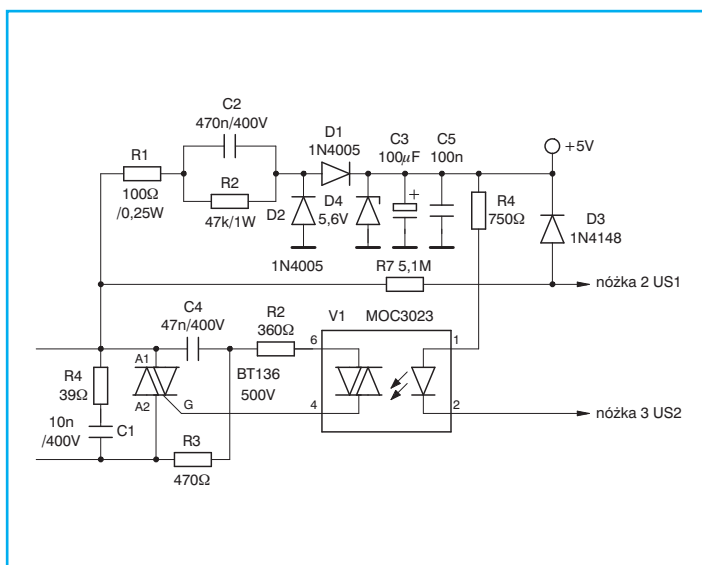 C2
470n/400V
D1
1N4005
C3
100µF
C5
100n
+5V
R1
100Ω
/0,25W
R2
47k/1W
D2
D4
5,6V
+
R4
750Ω
D3
1N4148
1N4005
R7 5,1M
nóżka 2 US1
C4
47n/400V
R2
360Ω
V1
MOC3023
6
1
A1
R4
39Ω
BT136
500V
A2
G
4
2
nóżka 3 US2
10n
/400V
C1
R3
470Ω